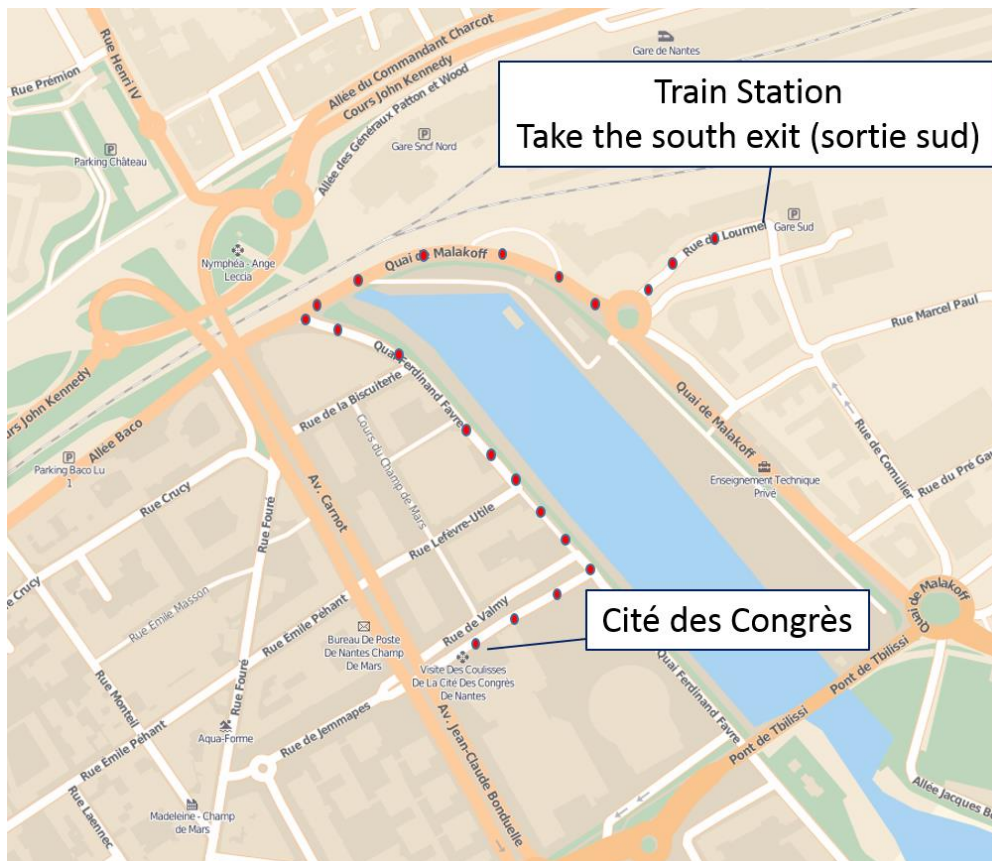 Gare de Nantes
Allée du Commandant Charcot
Cours John Kennedy
Allée des Généraux Patton et Wood
Rue Henri IV
Rue Prémion
Train Station
Take the south exit (sortie sud)
Parking Château
Gare Sncf Nord
Gare Sud
Nymphéa - Ange
Leccia
Quai de Malakoff
Rue de Lourmel
Rue Marcel Paul
Quai Ferdinand Favre
Rue de la Biscuiterie
Cours John Kennedy
Allée Baco
Parking Baco Lu
1
Cours du Champ de Mars
Quai de Malakoff
Rue de Cornulier
Enseignement Technique
Privé
Rue du Pré Ga
Rue Crucy
Rue Fouré
Av. Carnot
Rue Lefèvre-Utile
e Crucy
Rue Emile Masson
Rue Emile Péhant
Rue de Valmy
Quai de Malakoff
Cité des Congrès
Bureau De Poste
De Nantes Champ
De Mars
Visite Des Coulisses
De La Cité Des Congrès
De Nantes
Pont de Tbilissi
Quai Ferdinand Favre
Rue Monteil
Rue Fouré
Aqua-Forme
Rue de Jemmapes
Av. Jean-Claude Bonduelle
Pont de Tbilissi
Rue Emile Péhant
Rue Laennec
Madeleine - Champ
de Mars
Allée Jacques Be